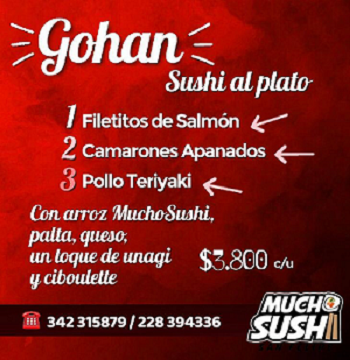 Gohan
Sushi al plato
1 Filetitos de Salmón
2 Camarones Apanados
3 Pollo Teriyaki
Con arroz MuchoSushi,
palta, queso,
un toque de unagi
y ciboulette
$3.800 c/u
342 315879 / 228 394336
MUCHO
SUSHI